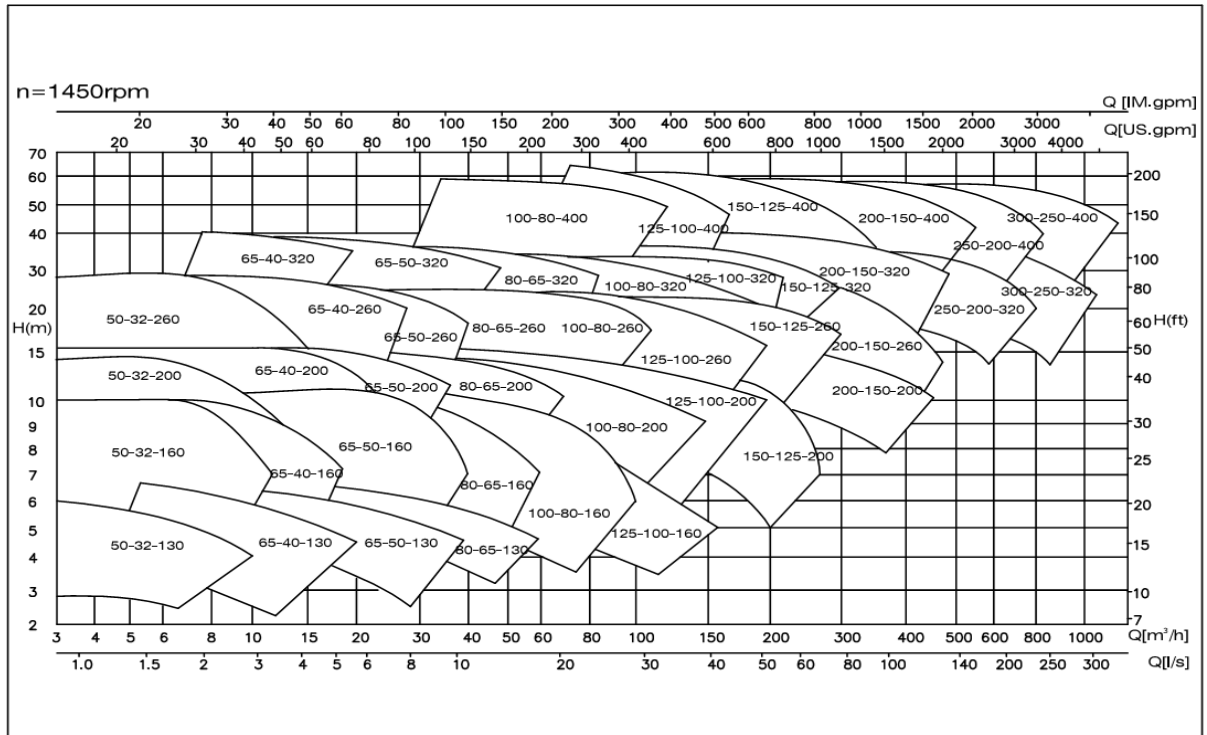 n=1450rpm
Q [IM.gpm]
20 30 40 50 60 80 100 150 200 300 400 500 600 800 1000 1500 2000 3000
Q[US.gpm]
20 30 40 50 60 80 100 150 200 300 400 600 800 1000 1500 2000 3000 4000
70
60 200
50 150
100-80-400 125-100-400 150-125-400 200-150-400 250-200-400 300-250-400
40 100
65-40-320 65-50-320 80-65-320 100-80-320 125-100-320 150-125-320 200-150-320 250-200-320 300-250-320
30 80
20 60
H(m) H(ft)
50-32-260 65-40-260 65-50-260 80-65-260 100-80-260 125-100-260 150-125-260 200-150-260
15 50
40
50-32-200 65-40-200 65-50-200 80-65-200 100-80-200 125-100-200 150-125-200 200-150-200
10 30
9
8 25
50-32-160 65-40-160 65-50-160 80-65-160 100-80-160 125-100-160
7
6 20
5 15
50-32-130 65-40-130 65-50-130 80-65-130
4
3 10
2 7
3 4 5 6 8 10 15 20 30 40 50 60 80 100 150 200 300 400 500 600 800 1000 Q[m³/h]
1.0 1.5 2 3 4 5 6 8 10 20 30 40 50 60 80 100 140 200 250 300 Q[l/s]